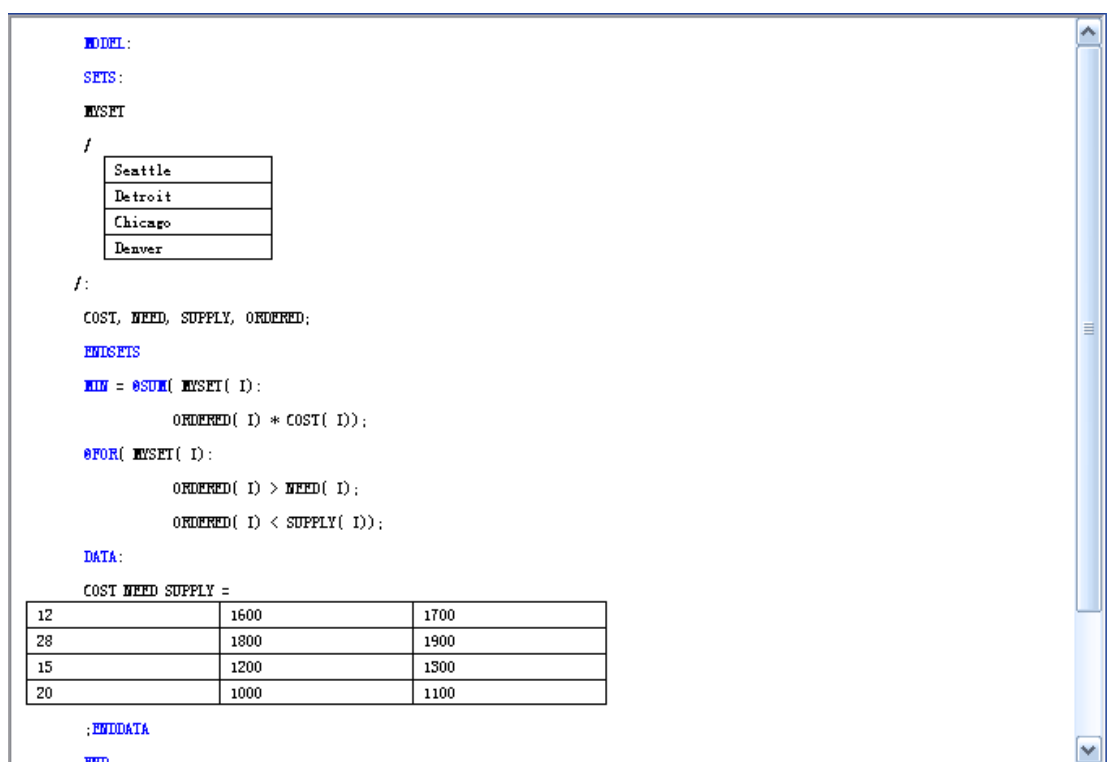 MODEL:
SETS:
MYSET
/
Seattle
Detroit
Chicago
Denver
/:
COST, NEED, SUPPLY, ORDERED;
ENDSETS
MIN = @SUM( MYSET( I):
ORDERED( I) * COST( I));
@FOR( MYSET( I):
ORDERED( I) > NEED( I);
ORDERED( I) < SUPPLY( I));
DATA:
COST NEED SUPPLY =
12 1600 1700
28 1800 1900
15 1200 1300
20 1000 1100
;ENDDATA
END